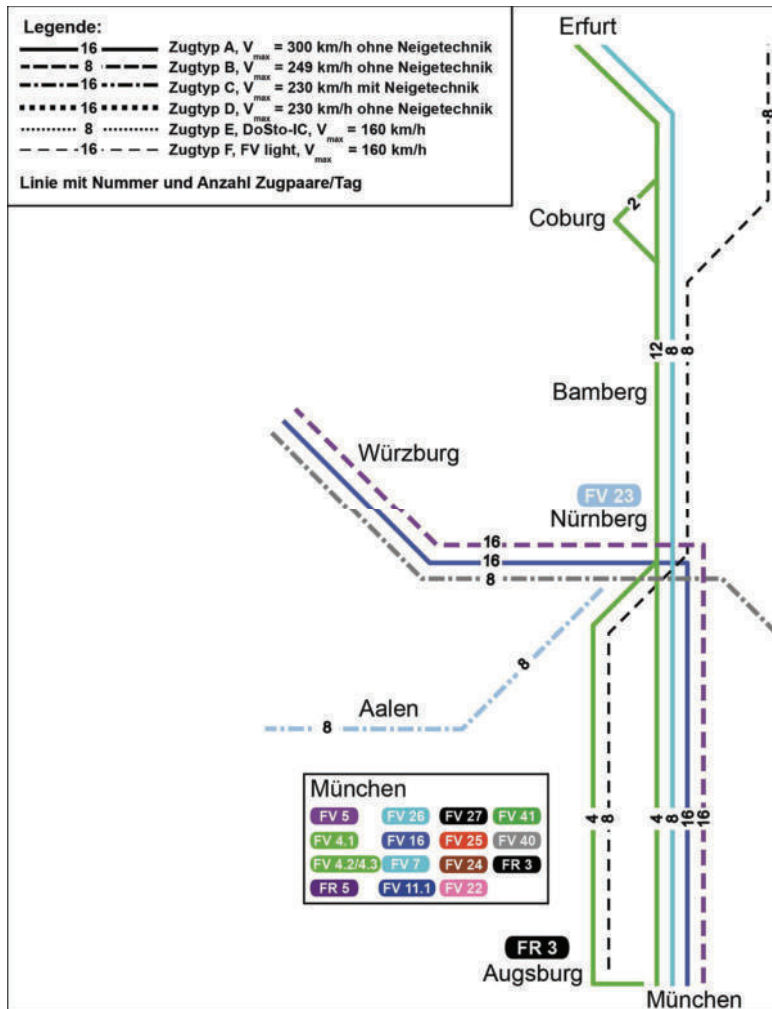 Legende:
16 Zugtyp A, Vmax = 300 km/h ohne Neigetechnik
8 Zugtyp B, Vmax = 249 km/h ohne Neigetechnik
16 Zugtyp C, Vmax = 230 km/h mit Neigetechnik
16 Zugtyp D, Vmax = 230 km/h ohne Neigetechnik
8 Zugtyp E, DoSto-IC, Vmax = 160 km/h
16 Zugtyp F, FV light, Vmax = 160 km/h
Linie mit Nummer und Anzahl Zugpaare/Tag
Erfurt
8
2
Coburg
12 8 8
Bamberg
Würzburg
FV 23
Nürnberg
16
16
8
8
Aalen
8
München
FV 5 FV 26 FV 27 FV 41
FV 4.1 FV 16 FV 25 FV 40
FV 4.2/4.3 FV 7 FV 24 FR 3
FR 5 FV 11.1 FV 22
4 8 4 8 16 16
FR 3
Augsburg
München